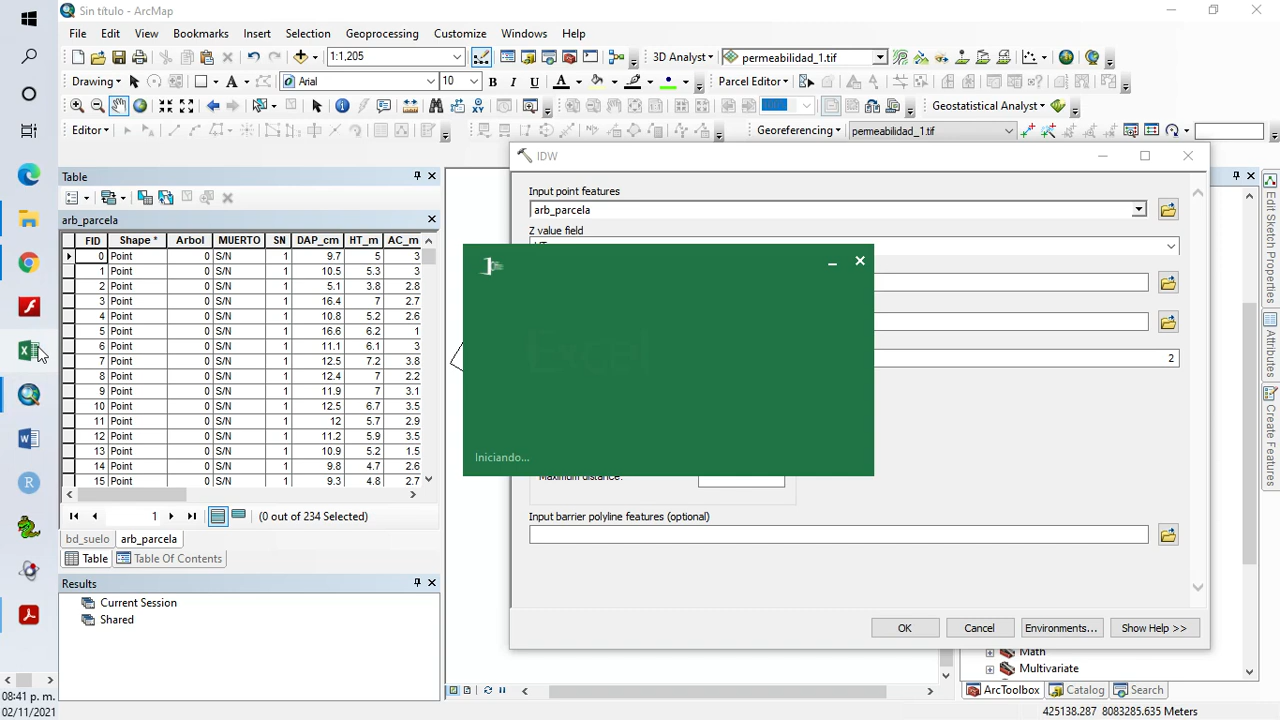 Sin título - ArcMap
File Edit View Bookmarks Insert Selection Geoprocessing Customize Windows Help
1:1,205 3D Analyst permeabilidad_1.tif
Drawing Arial 10 B I U A Parcel Editor
100% Geostatistical Analyst
Editor Georeferencing permeabilidad_1.tif
Table
arb_parcela
FID Shape * Arbol MUERTO SN DAP_cm HT_m AC_m
0 Point 0 S/N 1 9.7 5 3
1 Point 0 S/N 1 10.5 5.3 3
2 Point 0 S/N 1 5.1 3.8 2.8
3 Point 0 S/N 1 16.4 7 2.7
4 Point 0 S/N 1 10.8 5.2 2.6
5 Point 0 S/N 1 16.6 6.2 1
6 Point 0 S/N 1 11.1 6.1 3
7 Point 0 S/N 1 12.5 7.2 3.8
8 Point 0 S/N 1 12.4 7 2.2
9 Point 0 S/N 1 11.9 7 3.1
10 Point 0 S/N 1 12.5 6.7 3.5
11 Point 0 S/N 1 12 5.7 2.9
12 Point 0 S/N 1 11.2 5.9 3.5
13 Point 0 S/N 1 10.9 5.2 1.5
14 Point 0 S/N 1 9.8 4.7 2.6
15 Point 0 S/N 1 9.3 4.8 2.7
1 (0 out of 234 Selected)
bd_suelo arb_parcela
Table Table Of Contents
Results
Current Session
Shared
IDW
Input point features
arb_parcela
Z value field
2
Excel
Iniciando...
Maximum distance:
Input barrier polyline features (optional)
OK Cancel Environments... Show Help >>
Math
Multivariate
ArcToolbox Catalog Search
Edit Sketch Properties
Attributes
Create Features
08:41 p. m.
02/11/2021
425138.287 8083285.635 Meters